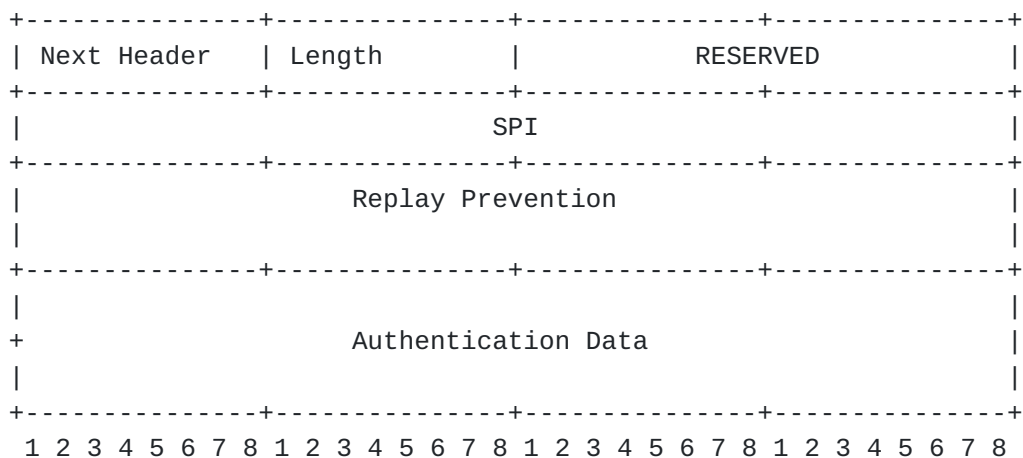 +---------------+---------------+---------------+---------------+
| Next Header   | Length        |           RESERVED            |
+---------------+---------------+---------------+---------------+
|                              SPI                              |
+---------------+---------------+---------------+---------------+
|                     Replay Prevention                         |
|                                                               |
+---------------+---------------+---------------+---------------+
|                                                               |
+                     Authentication Data                       |
|                                                               |
+---------------+---------------+---------------+---------------+
 1 2 3 4 5 6 7 8 1 2 3 4 5 6 7 8 1 2 3 4 5 6 7 8 1 2 3 4 5 6 7 8